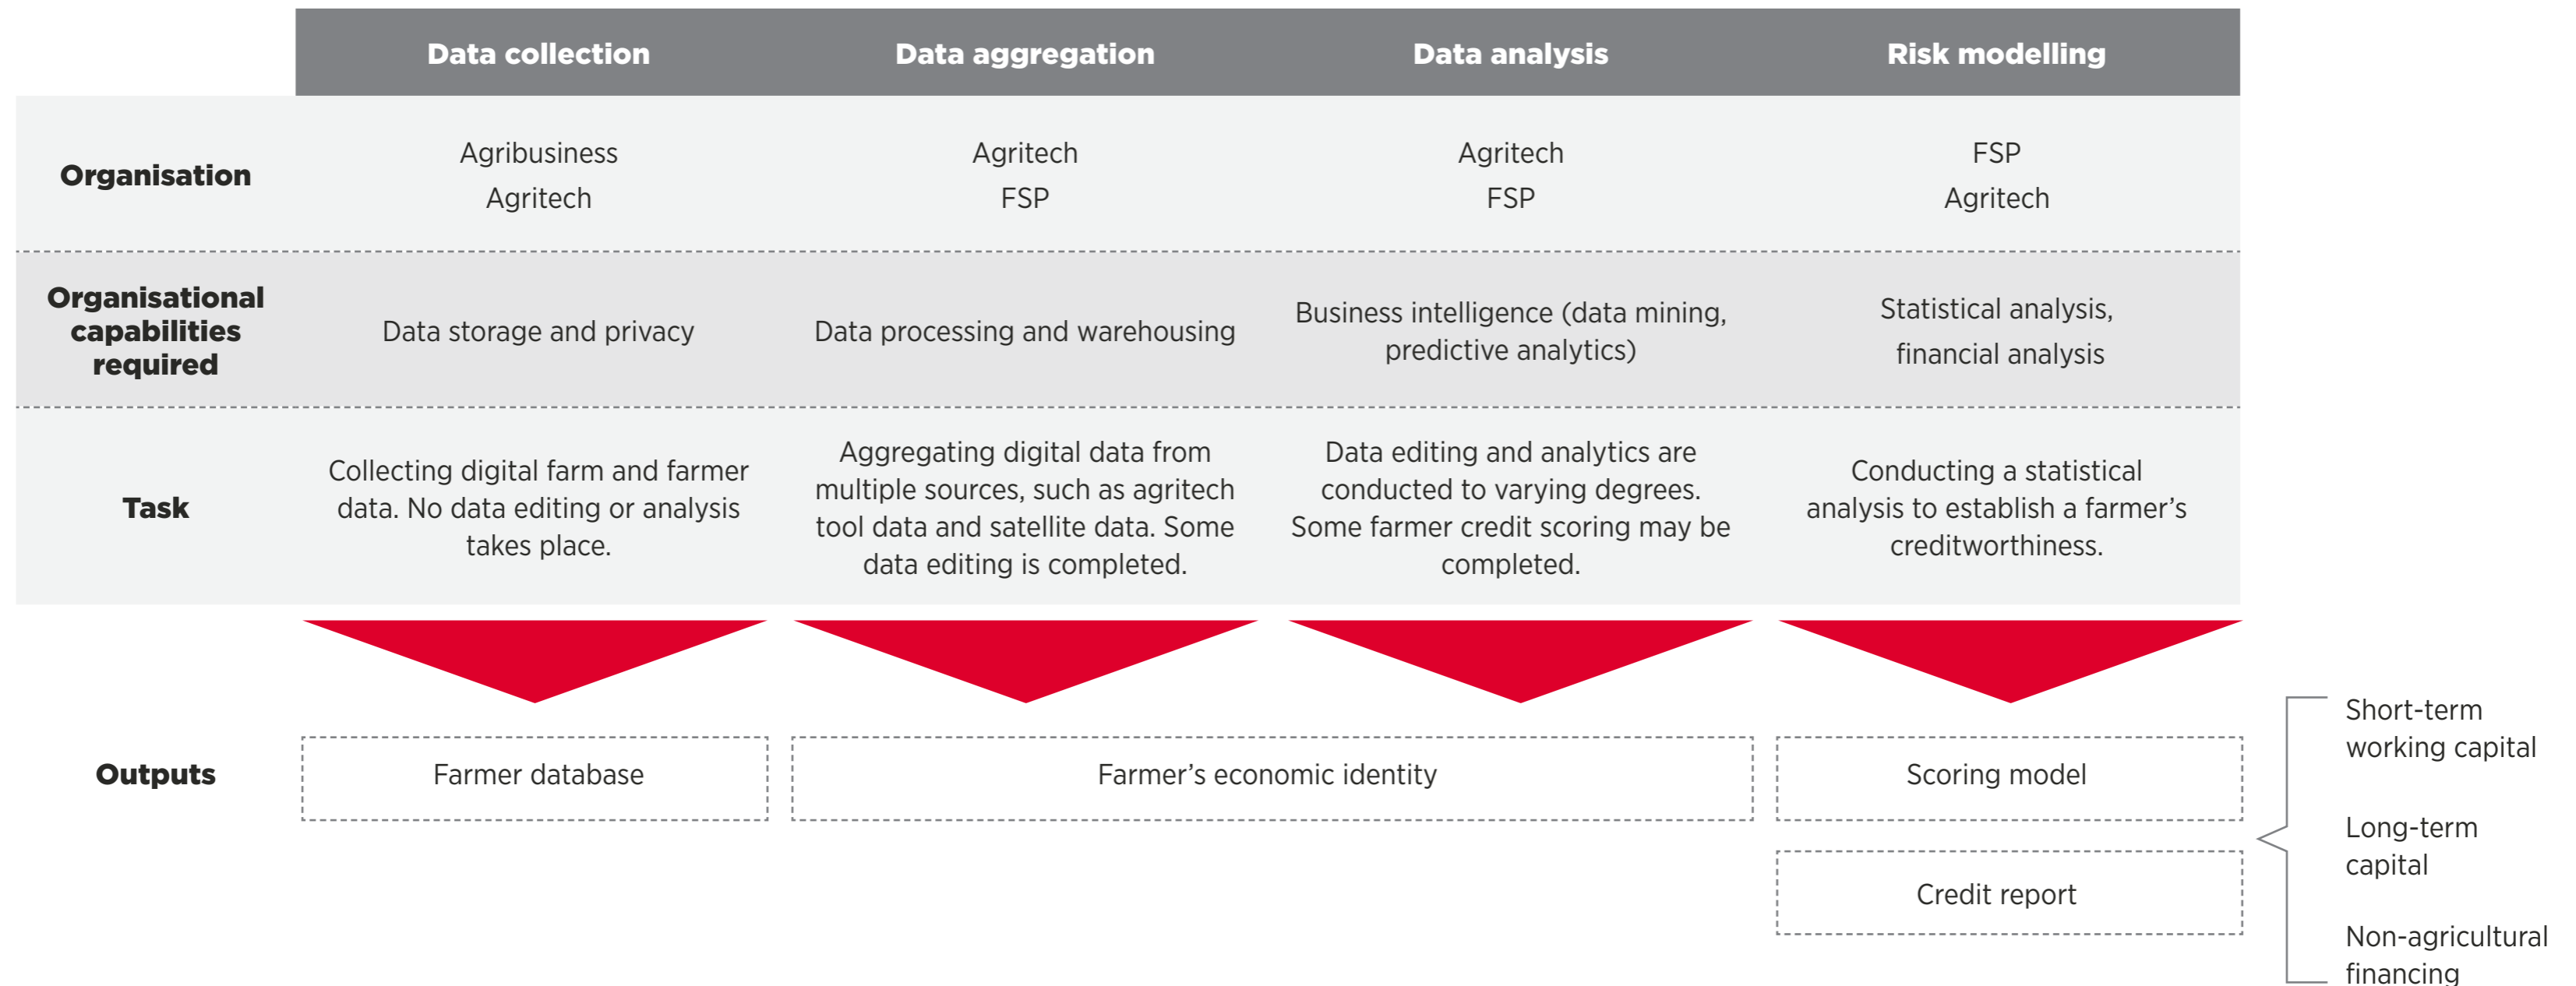 Data collection
Data aggregation
Data analysis
Risk modelling
Organisation
Agribusiness
Agritech
Agritech
FSP
Agritech
FSP
FSP
Agritech
Organisational
capabilities
required
Data storage and privacy
Data processing and warehousing
Business intelligence (data mining,
predictive analytics)
Statistical analysis,
financial analysis
Task
Collecting digital farm and farmer
data. No data editing or analysis
takes place.
Aggregating digital data from
multiple sources, such as agritech
tool data and satellite data. Some
data editing is completed.
Data editing and analytics are
conducted to varying degrees.
Some farmer credit scoring may be
completed.
Conducting a statistical
analysis to establish a farmer’s
creditworthiness.
Outputs
Farmer database
Farmer’s economic identity
Scoring model
Credit report
Short-term
working capital
Long-term
capital
Non-agricultural
financing